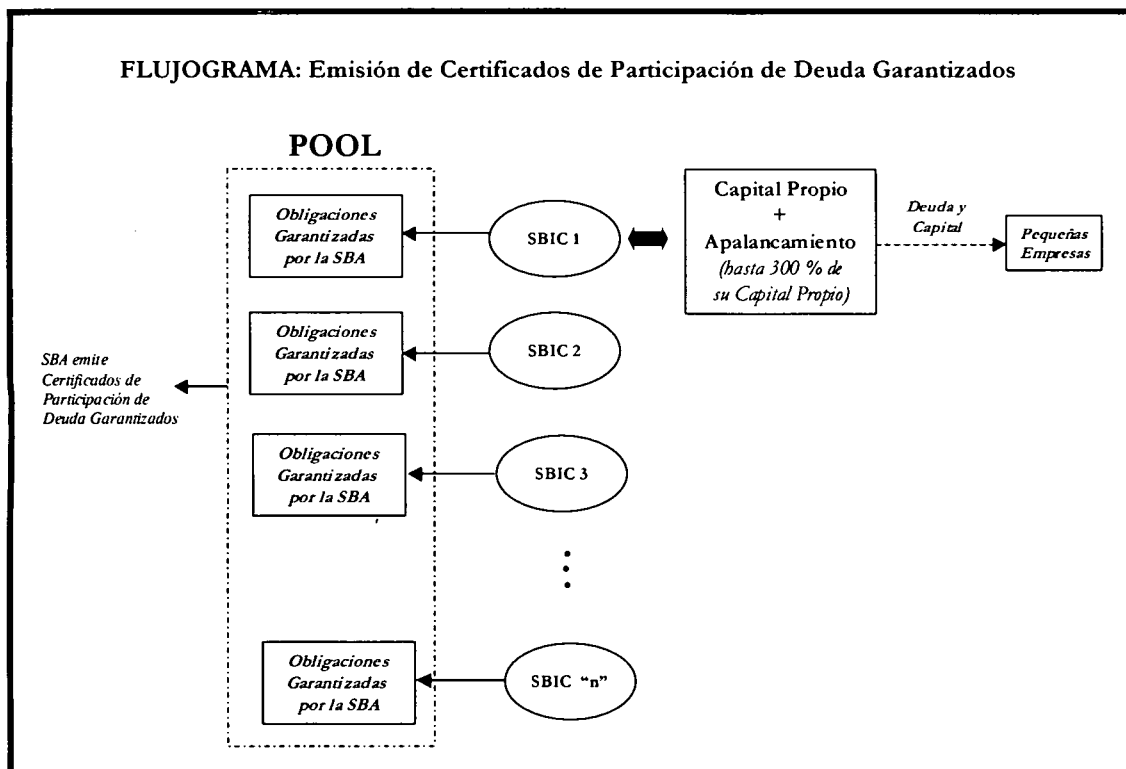 FLUJOGRAMA: Emisión de Certificados de Participación de Deuda Garantizados
POOL
Obligaciones
Garantizadas
por la SBA
SBIC 1
Capital Propio
+
Apalancamiento
(hasta 300 % de
su Capital Propio)
Deuda y
Capital
Pequeñas
Empresas
Obligaciones
Garantizadas
por la SBA
SBIC 2
SBA emite
Certificados de
Participación de
Deuda Garantizados
Obligaciones
Garantizadas
por la SBA
SBIC 3
Obligaciones
Garantizadas
por la SBA
SBIC “n”